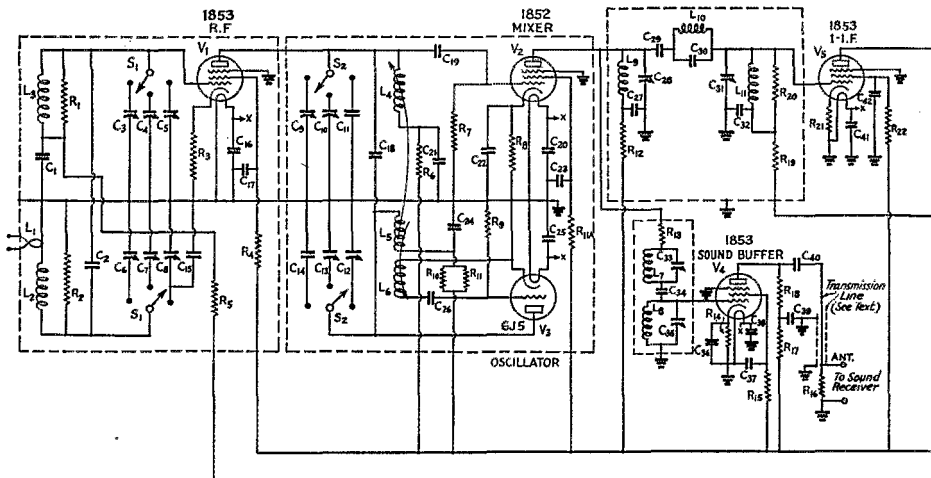 1853
R.F
V1
1852
MIXER
V2
1853
1-I.F.
V5
L3
R1
S1
C3
C4
C5
R3
C16
x
C17
C1
L1
L2
R2
C2
C6
C7
C8
C15
S1
R5
R4
S2
C9
C10
C11
L4
C19
C18
C21
R6
R7
C22
R8
C20
x
C23
L5
L6
C24
R9
C25
x
R11A
C14
C13
C12
S2
R10
R11
C26
6J5
V3
OSCILLATOR
L9
C28
C27
R12
C29
L10
C30
C31
L11
C32
R20
R19
R21
x
C41
C42
R22
R13
L7
C33
C34
L8
C35
1853
SOUND BUFFER
V4
R14
C36
x
C38
C37
R15
R18
C39
R17
C40
Transmission
Line
(See Text)
ANT.
R16
To Sound
Receiver